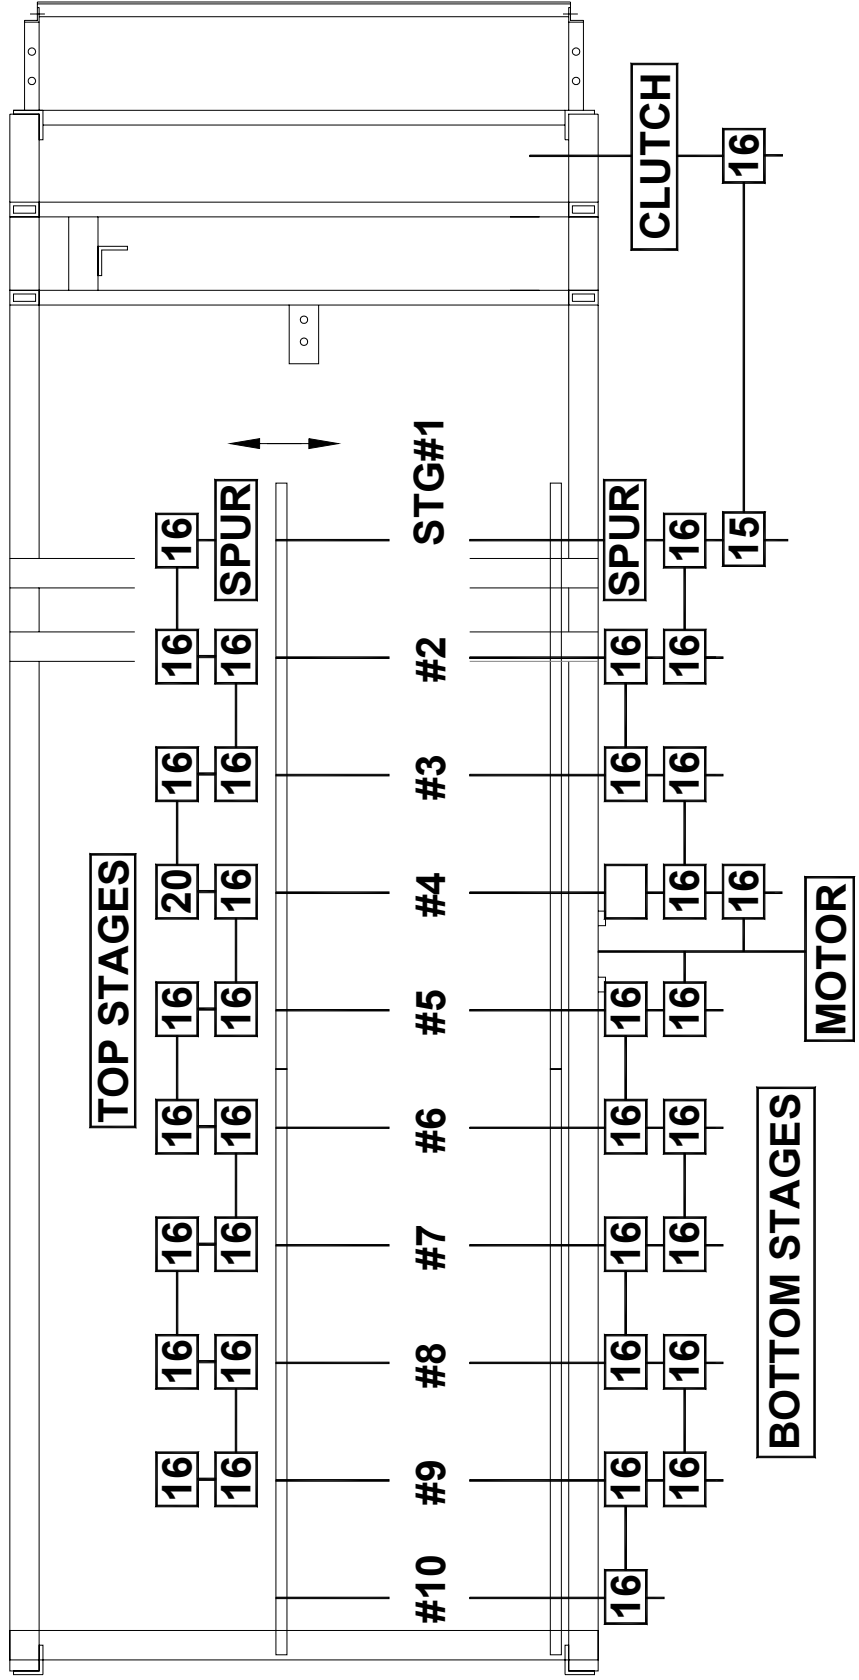 TOP STAGES
16 16 16 16 16 20 16 16 16
16 16 16 16 16 16 16 16 SPUR
#10 #9 #8 #7 #6 #5 #4 #3 #2 STG#1
16 16 16 16 16 16 16 16 SPUR
CLUTCH
16 16 16 16 16 16 16 16 16
16 15 16
BOTTOM STAGES
MOTOR